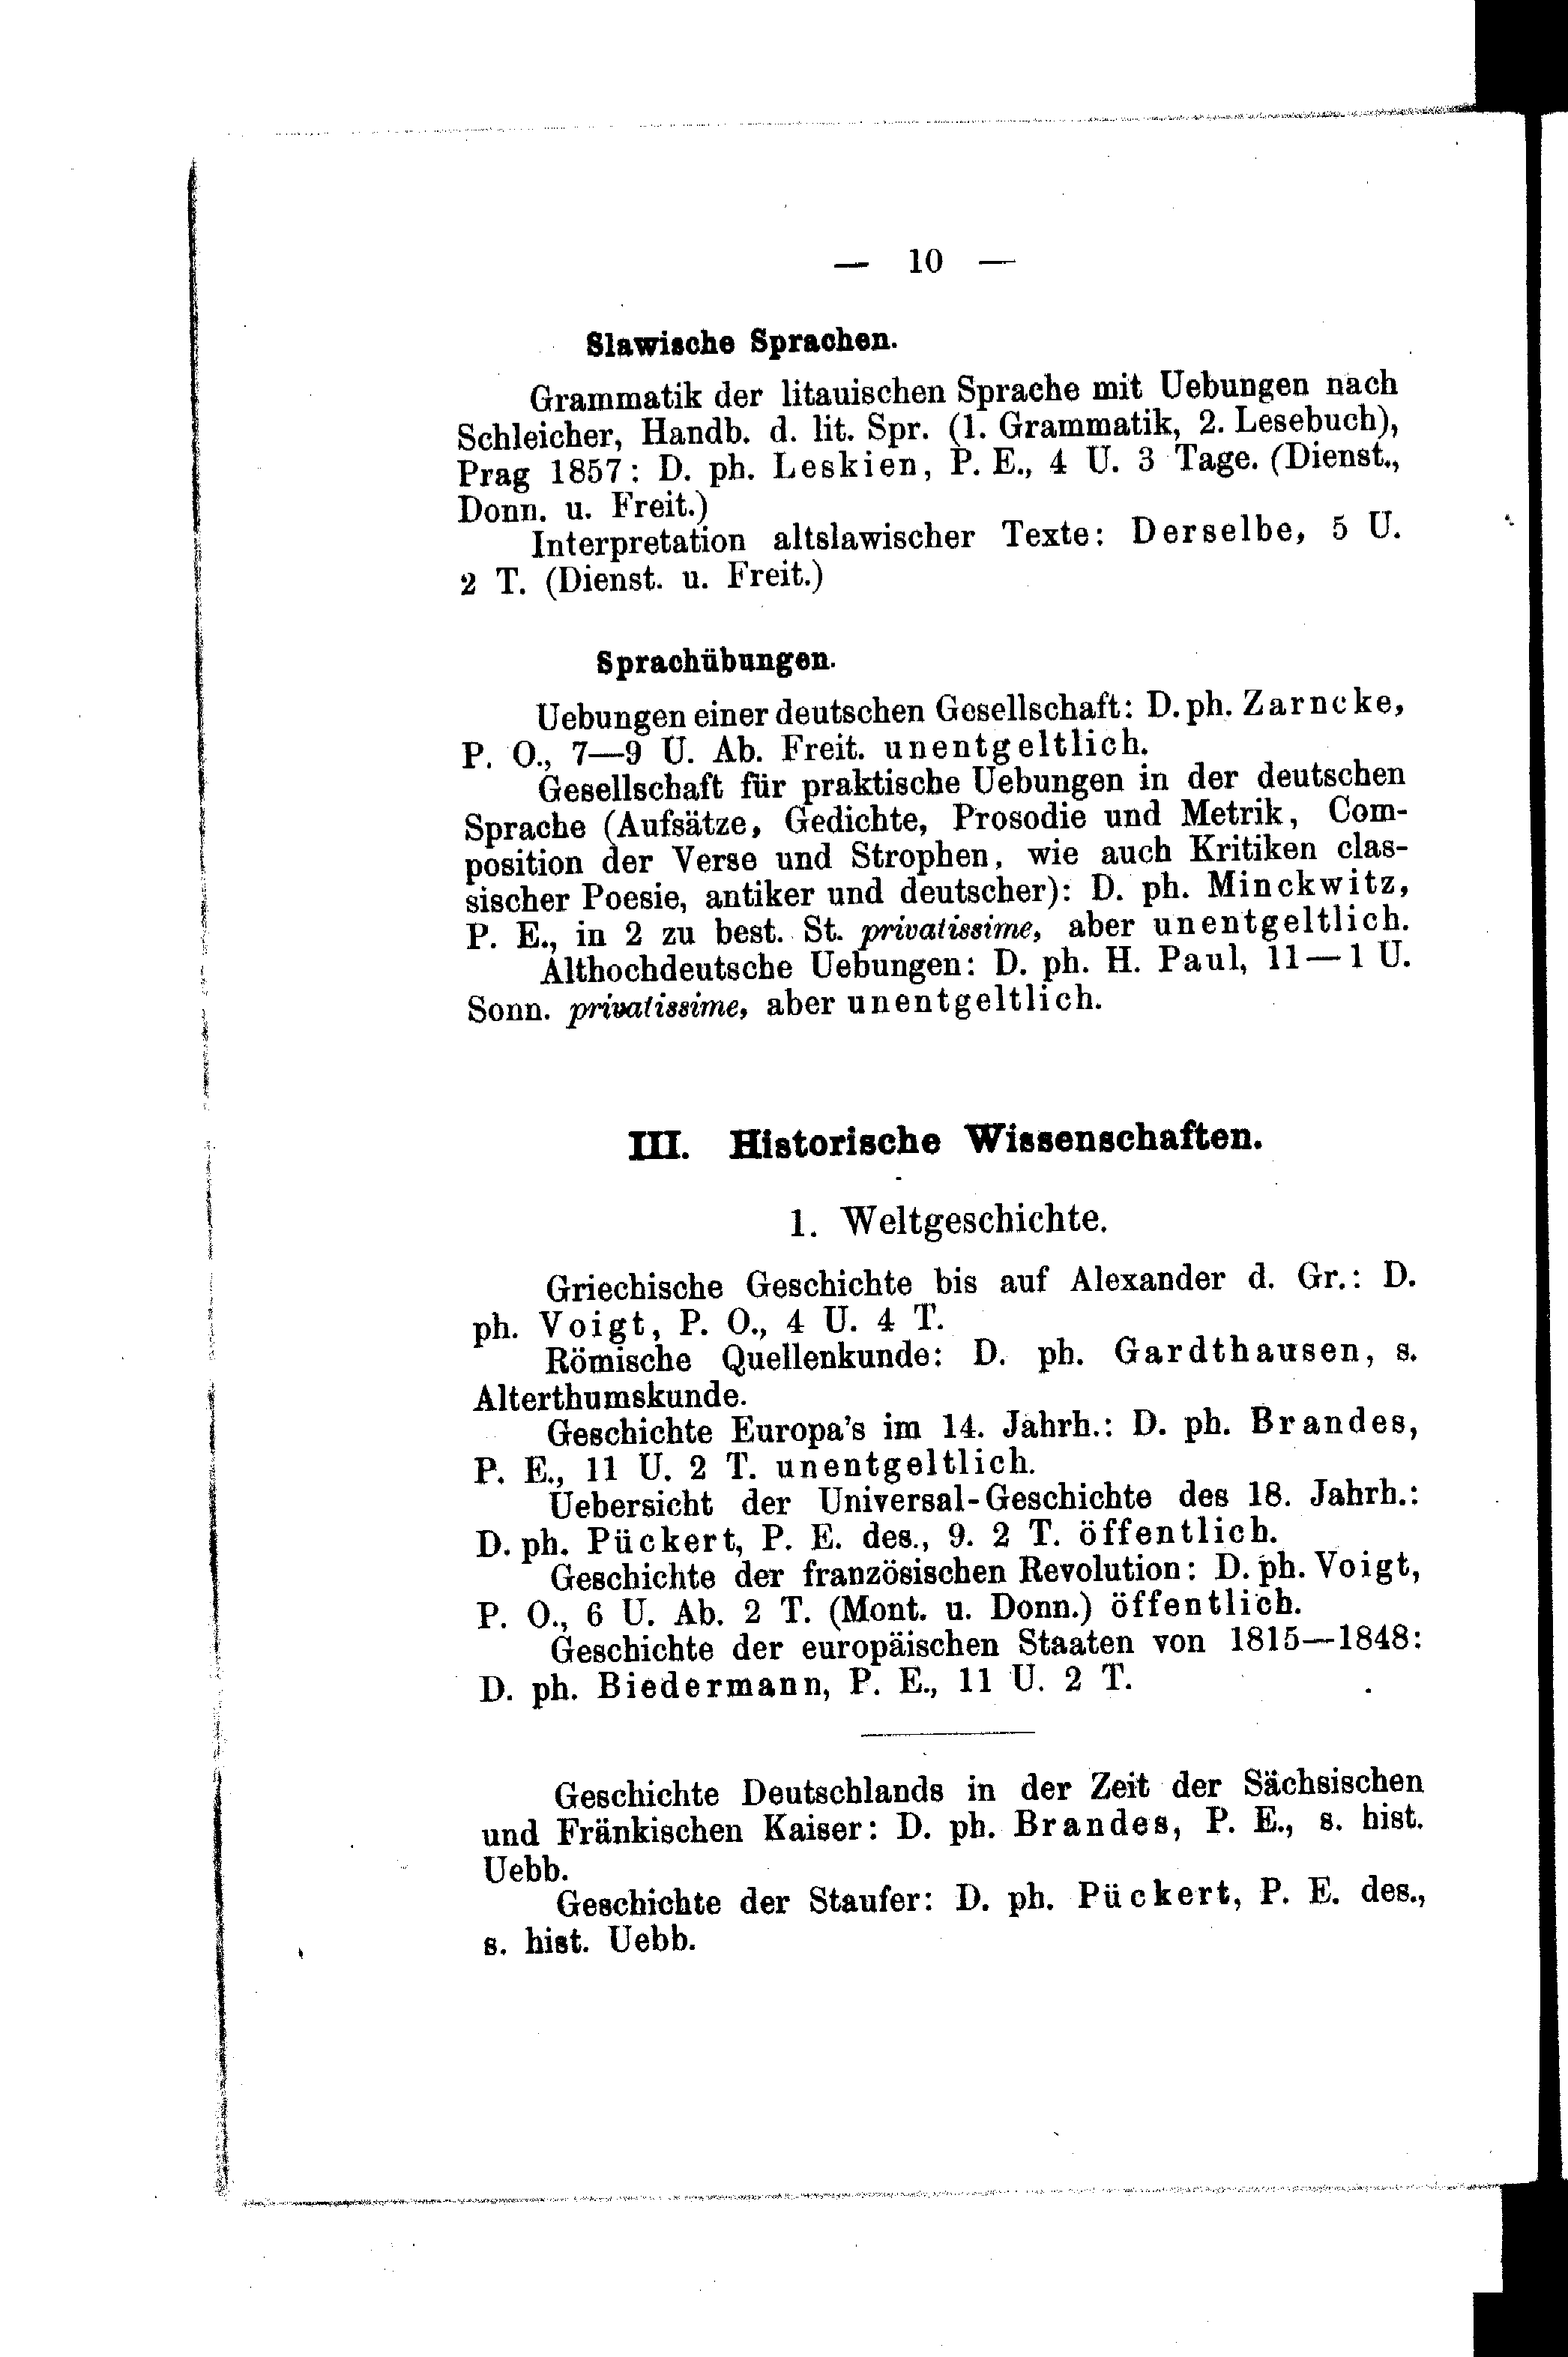 — 10 —
Slawische Sprachen.
Grammatik der litauischen Sprache mit Uebungen nach
Schleicher, Handb. d. lit. Spr. (1. Grammatik, 2. Lesebuch),
Prag 1857: D. ph. Leskien, P. E., 4 U. 3 Tage. (Dienst.,
Donn. u. Freit.)
Interpretation altslawischer Texte: Derselbe, 5 U.
2 T. (Dienst. u. Freit.)
Sprachübungen.
Uebungen einer deutschen Gesellschaft: D. ph. Zarncke,
P. O., 7—9 U. Ab. Freit. unentgeltlich.
Gesellschaft für praktische Uebungen in der deutschen
Sprache (Aufsätze, Gedichte, Prosodie und Metrik, Com-
position der Verse und Strophen, wie auch Kritiken clas-
sischer Poesie, antiker und deutscher): D. ph. Minckwitz,
P. E., in 2 zu best. St. privatissime, aber unentgeltlich.
Althochdeutsche Uebungen: D. ph. H. Paul, 11—1 U.
Sonn. privatissime, aber unentgeltlich.
III. Historische Wissenschaften.
1. Weltgeschichte.
Griechische Geschichte bis auf Alexander d. Gr.: D.
ph. Voigt, P. O., 4 U. 4 T.
Römische Quellenkunde: D. ph. Gardthausen, s.
Alterthumskunde.
Geschichte Europa's im 14. Jahrh.: D. ph. Brandes,
P. E., 11 U. 2 T. unentgeltlich.
Uebersicht der Universal-Geschichte des 18. Jahrh.:
D. ph. Pückert, P. E. des., 9. 2 T. öffentlich.
Geschichte der französischen Revolution: D. ph. Voigt,
P. O., 6 U. Ab. 2 T. (Mont. u. Donn.) öffentlich.
Geschichte der europäischen Staaten von 1815—1848:
D. ph. Biedermann, P. E., 11 U. 2 T.
Geschichte Deutschlands in der Zeit der Sächsischen
und Fränkischen Kaiser: D. ph. Brandes, P. E., s. hist.
Uebb.
Geschichte der Staufer: D. ph. Pückert, P. E. des.,
s. hist. Uebb.